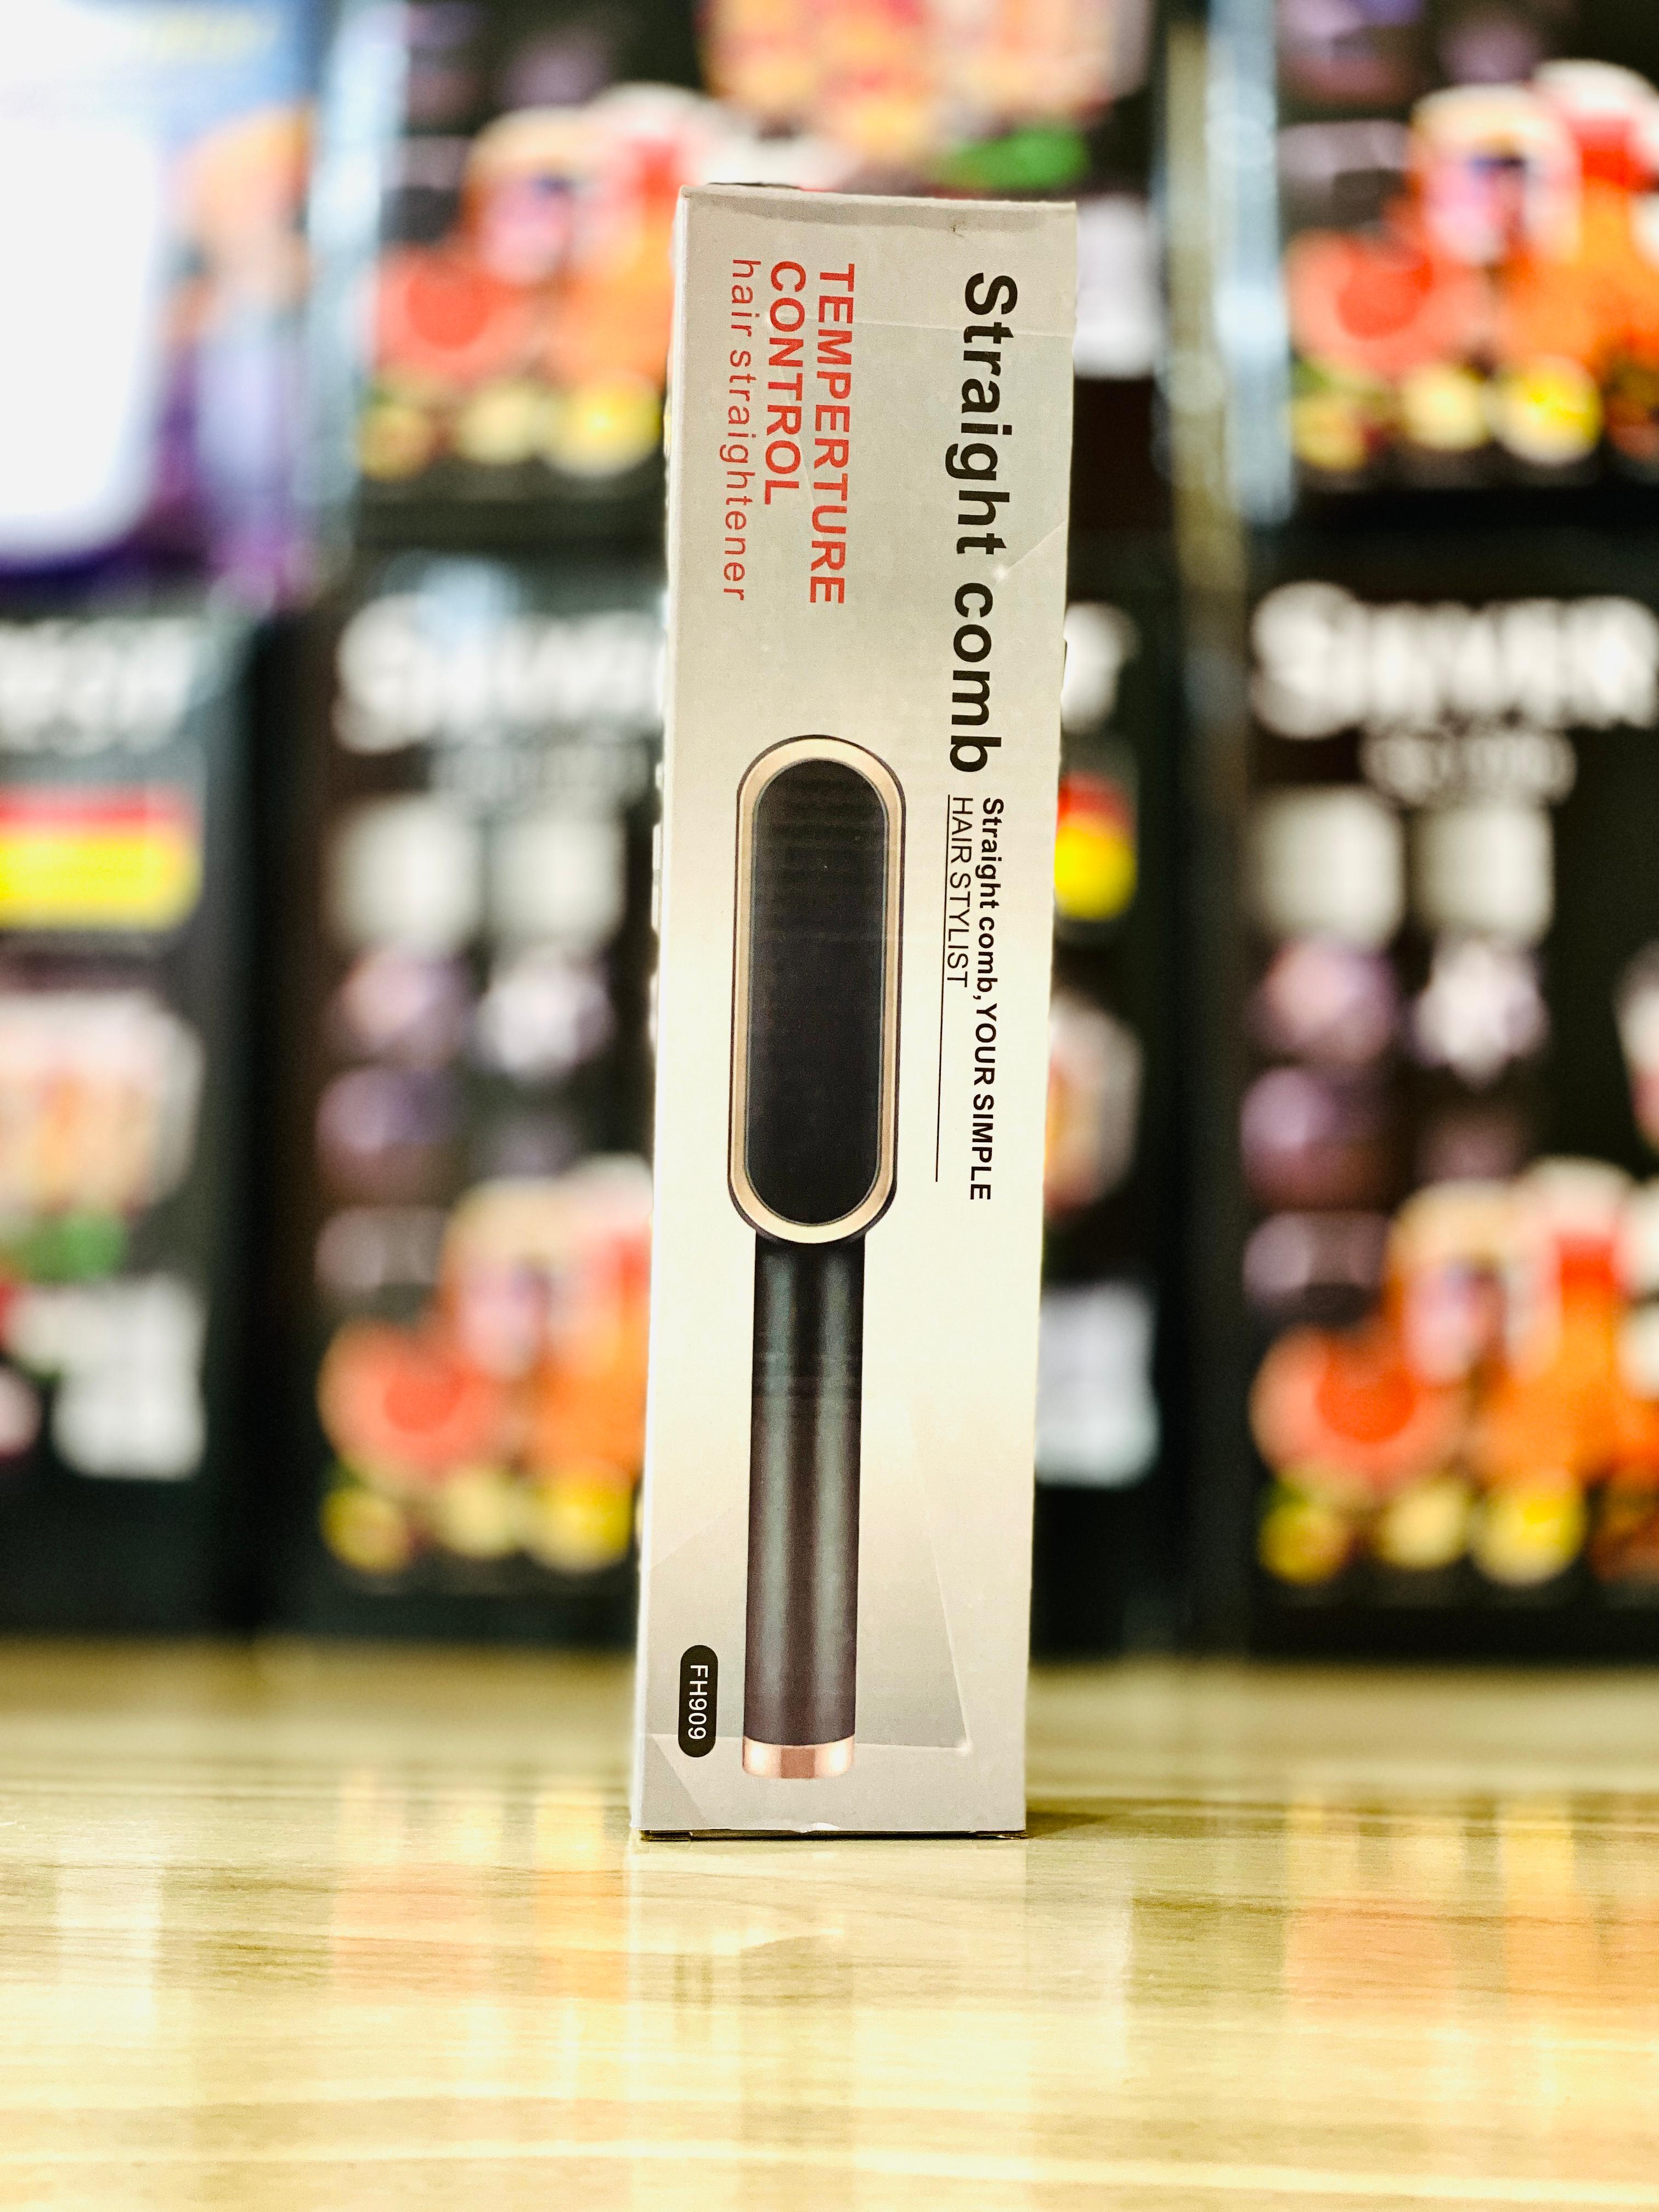 Straight comb
Straight comb, YOUR SIMPLE
HAIR STYLIST
TEMPERTURE
CONTROL
hair straightener
FH909